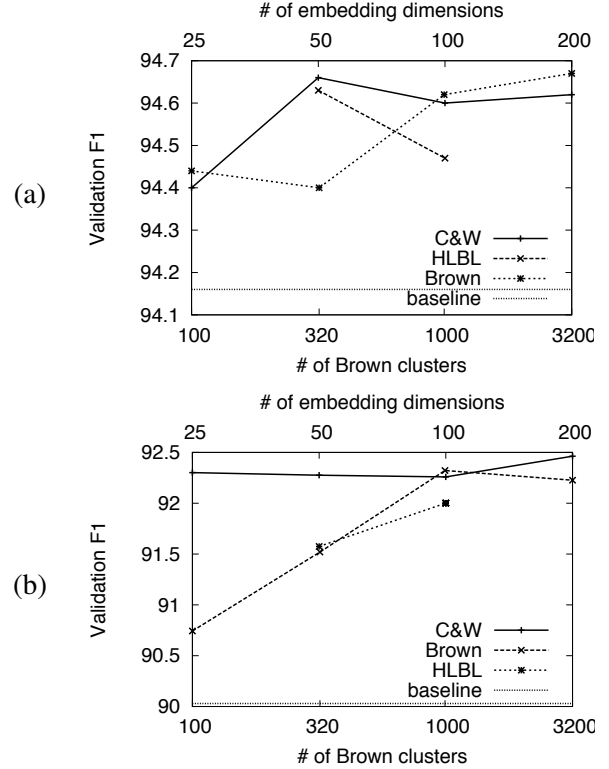 # of embedding dimensions
25 50 100 200
94.7
94.6
94.5
94.4
94.3
94.2
94.1
Validation F1
(a)
C&W
HLBL
Brown
baseline
100 320 1000 3200
# of Brown clusters
# of embedding dimensions
25 50 100 200
92.5
92
91.5
91
90.5
90
Validation F1
(b)
C&W
Brown
HLBL
baseline
100 320 1000 3200
# of Brown clusters